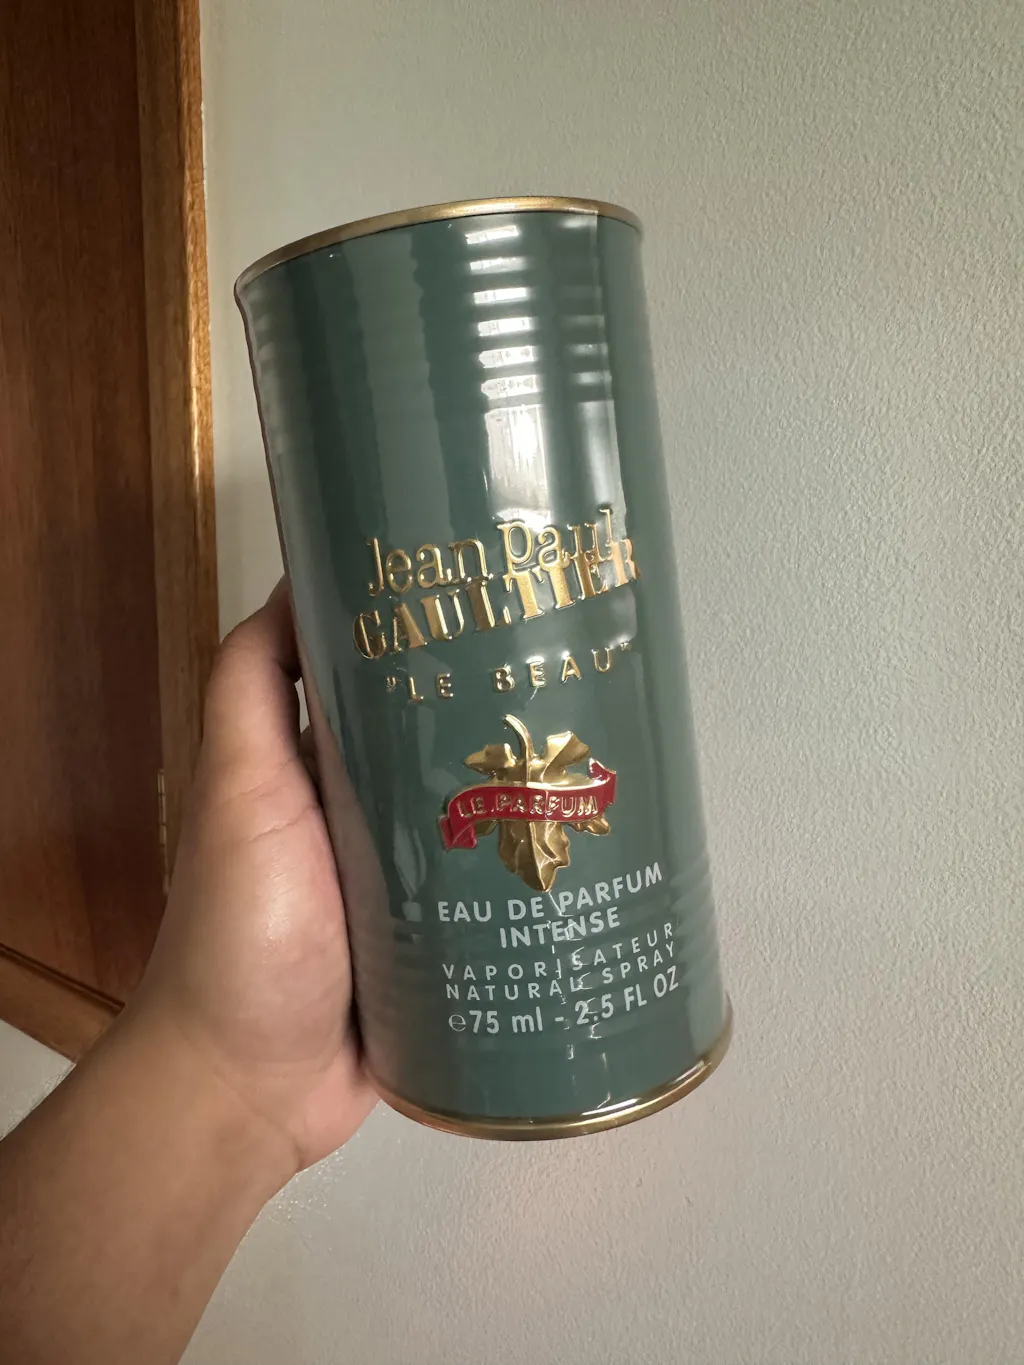 Jean Paul
GAULTIER
"LE BEAU"
LE PARFUM
EAU DE PARFUM
INTENSE
VAPORISATEUR
NATURAL SPRAY
℮75 ml - 2.5 FL OZ